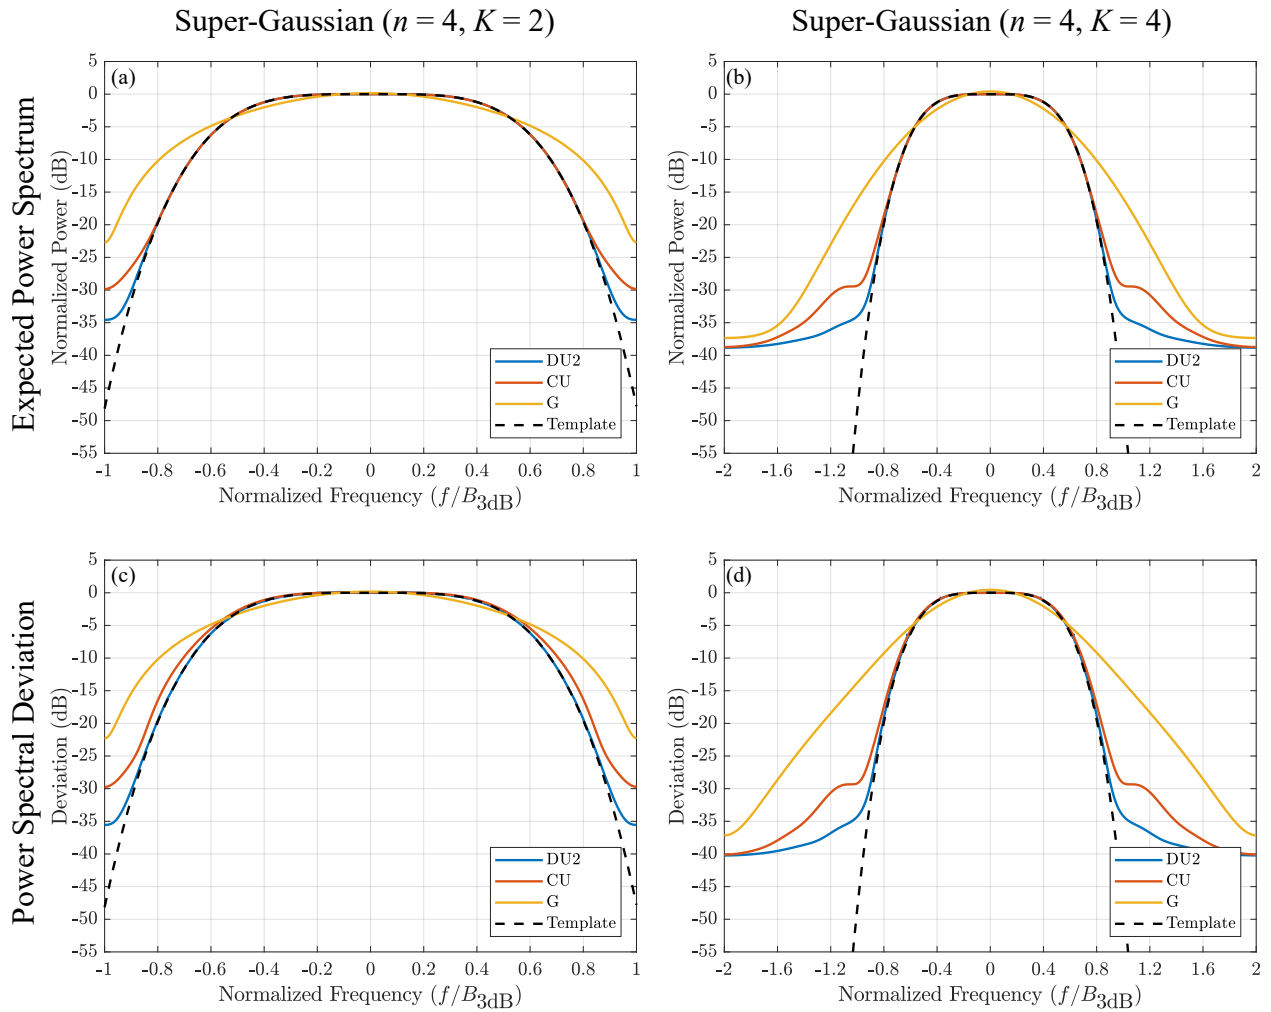 Super-Gaussian (n = 4, K = 2)
Super-Gaussian (n = 4, K = 4)
Expected Power Spectrum
(a)
Normalized Power (dB)
5
0
-5
-10
-15
-20
-25
-30
-35
-40
-45
-50
-55
DU2
CU
G
Template
-1 -0.8 -0.6 -0.4 -0.2 0 0.2 0.4 0.6 0.8 1
Normalized Frequency (f/B3dB)
(b)
Normalized Power (dB)
5
0
-5
-10
-15
-20
-25
-30
-35
-40
-45
-50
-55
DU2
CU
G
Template
-2 -1.6 -1.2 -0.8 -0.4 0 0.4 0.8 1.2 1.6 2
Normalized Frequency (f/B3dB)
Power Spectral Deviation
(c)
Deviation (dB)
5
0
-5
-10
-15
-20
-25
-30
-35
-40
-45
-50
-55
DU2
CU
G
Template
-1 -0.8 -0.6 -0.4 -0.2 0 0.2 0.4 0.6 0.8 1
Normalized Frequency (f/B3dB)
(d)
Deviation (dB)
5
0
-5
-10
-15
-20
-25
-30
-35
-40
-45
-50
-55
DU2
CU
G
Template
-2 -1.6 -1.2 -0.8 -0.4 0 0.4 0.8 1.2 1.6 2
Normalized Frequency (f/B3dB)